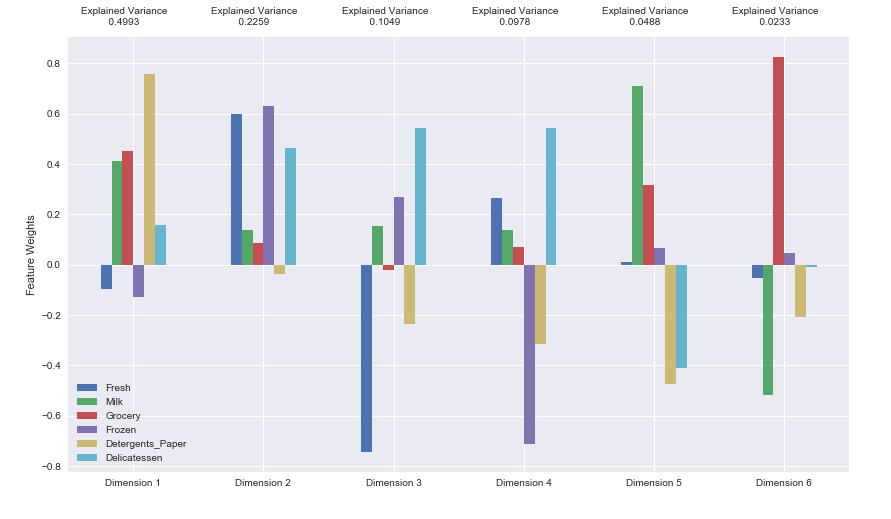 Explained Variance Explained Variance Explained Variance Explained Variance Explained Variance Explained Variance
0.4993 0.2259 0.1049 0.0978 0.0488 0.0233
0.8
0.6
0.4
0.2
0.0
−0.2
−0.4
−0.6
−0.8
Feature Weights
Fresh
Milk
Grocery
Frozen
Detergents_Paper
Delicatessen
Dimension 1 Dimension 2 Dimension 3 Dimension 4 Dimension 5 Dimension 6